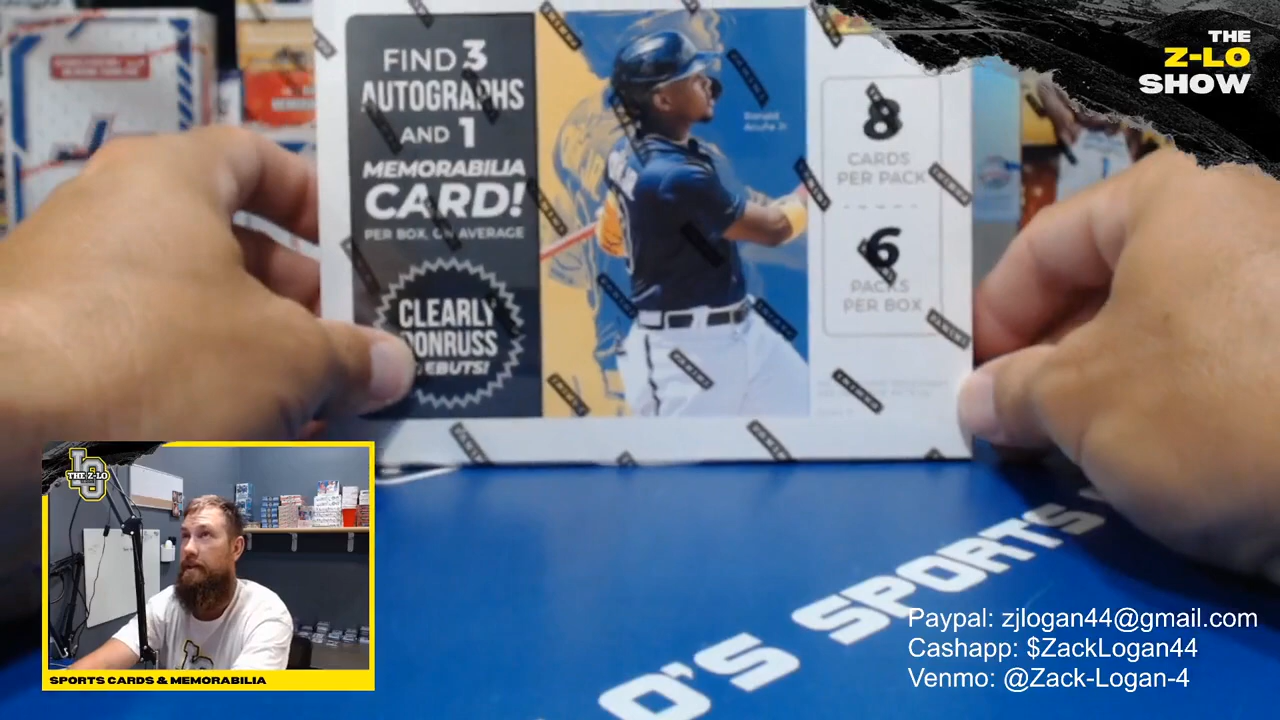 FIND 3
AUTOGRAPHS
AND 1
MEMORABILIA
CARD!
PER BOX, ON AVERAGE
CLEARLY
DONRUSS
DEBUTS!
Ronald
Acuña Jr
8
CARDS
PER PACK
6
PACKS
PER BOX
THE
Z-LO
SHOW
THE Z-LO
SPORTS CARDS & MEMORABILIA
O'S SPORTS
Paypal: zjlogan44@gmail.com
Cashapp: $ZackLogan44
Venmo: @Zack-Logan-4